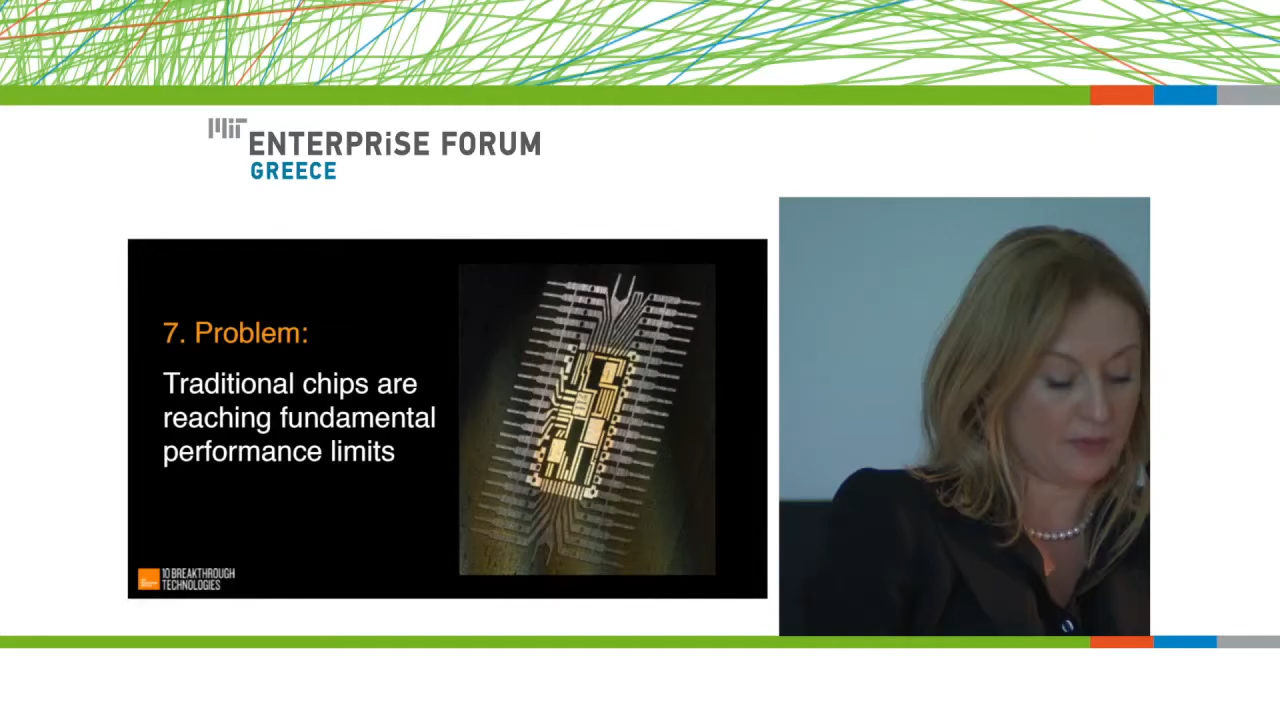 MIT
ENTERPRiSE FORUM
GREECE
7. Problem:
Traditional chips are
reaching fundamental
performance limits
10 BREAKTHROUGH
TECHNOLOGIES